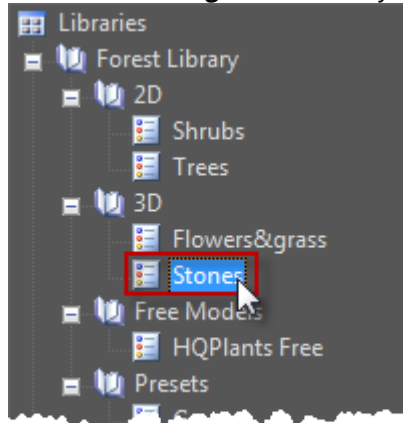 Libraries
Forest Library
2D
Shrubs
Trees
3D
Flowers&grass
Stones
Free Models
HQPlants Free
Presets